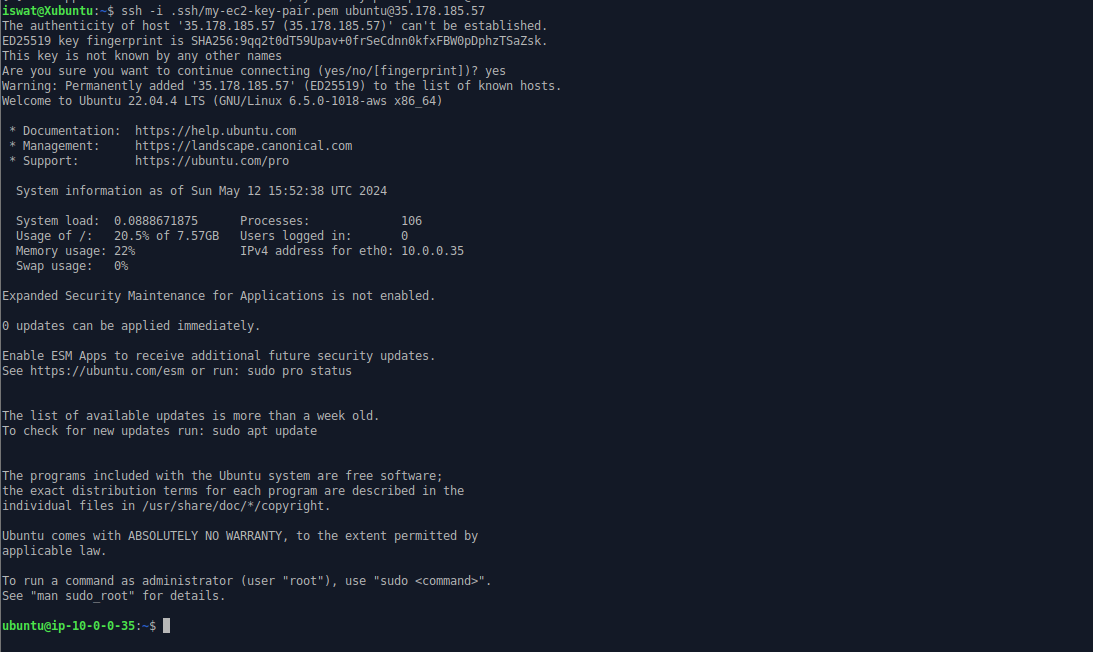 iswat@Xubuntu:~$ ssh -i .ssh/my-ec2-key-pair.pem ubuntu@35.178.185.57
The authenticity of host '35.178.185.57 (35.178.185.57)' can't be established.
ED25519 key fingerprint is SHA256:9qq2t0dT59Upav+0frSeCdnn0kfxFBW0pDphzTSaZsk.
This key is not known by any other names
Are you sure you want to continue connecting (yes/no/[fingerprint])? yes
Warning: Permanently added '35.178.185.57' (ED25519) to the list of known hosts.
Welcome to Ubuntu 22.04.4 LTS (GNU/Linux 6.5.0-1018-aws x86_64)
* Documentation:  https://help.ubuntu.com
* Management:     https://landscape.canonical.com
* Support:        https://ubuntu.com/pro
System information as of Sun May 12 15:52:38 UTC 2024
System load:  0.0888671875      Processes:             106
Usage of /:   20.5% of 7.57GB   Users logged in:       0
Memory usage: 22%               IPv4 address for eth0: 10.0.0.35
Swap usage:   0%
Expanded Security Maintenance for Applications is not enabled.
0 updates can be applied immediately.
Enable ESM Apps to receive additional future security updates.
See https://ubuntu.com/esm or run: sudo pro status
The list of available updates is more than a week old.
To check for new updates run: sudo apt update
The programs included with the Ubuntu system are free software;
the exact distribution terms for each program are described in the
individual files in /usr/share/doc/*/copyright.
Ubuntu comes with ABSOLUTELY NO WARRANTY, to the extent permitted by
applicable law.
To run a command as administrator (user "root"), use "sudo <command>".
See "man sudo_root" for details.
ubuntu@ip-10-0-0-35:~$